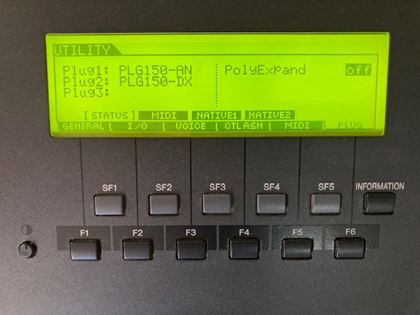 UTILITY
Plug1: PLG150-AN PolyExpand off
Plug2: PLG150-DX
Plug3:
[STATUS] MIDI NATIVE1 NATIVE2
GENERAL I/O VOICE CTLASN MIDI PLUG
SF1 SF2 SF3 SF4 SF5 INFORMATION
F1 F2 F3 F4 F5 F6